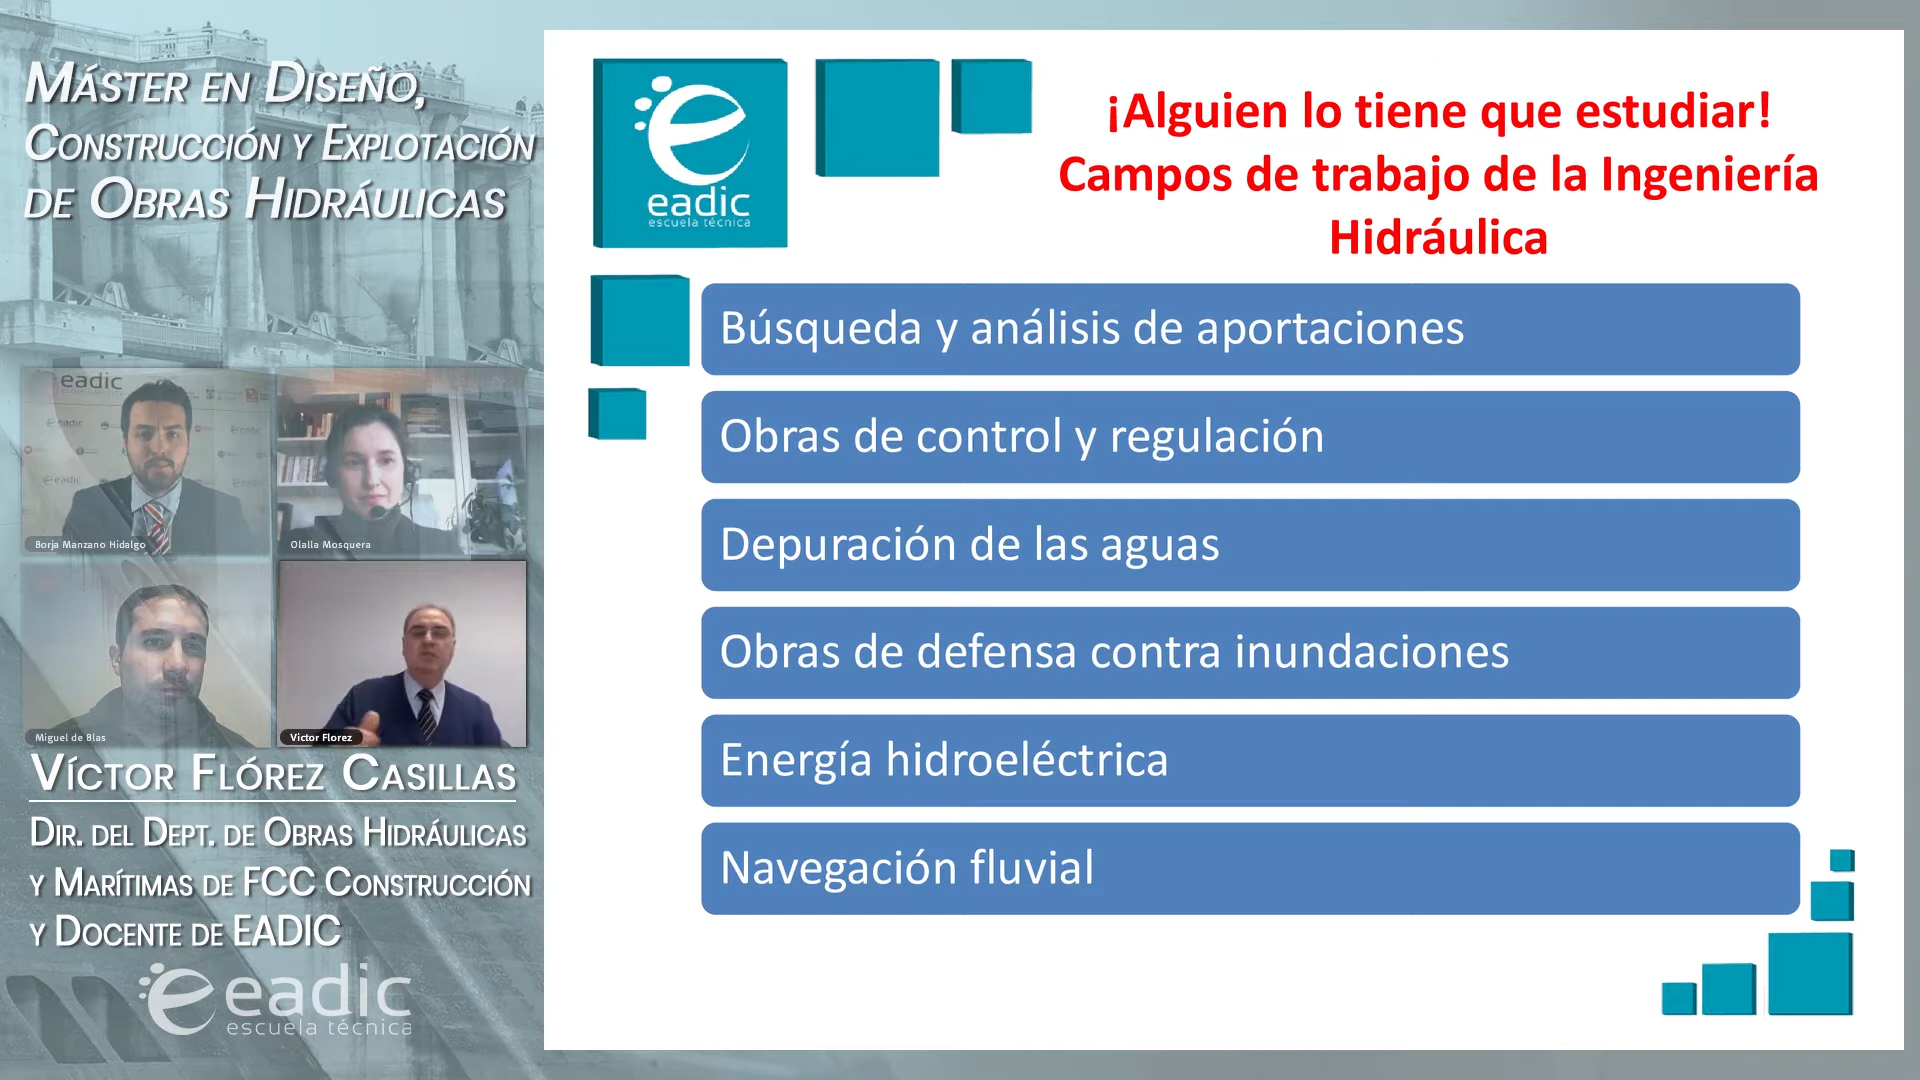 MÁSTER EN DISEÑO,
CONSTRUCCIÓN Y EXPLOTACIÓN
DE OBRAS HIDRÁULICAS
eadic
Borja Manzano Hidalgo
Olalla Mosquera
Miguel de Blas
Victor Florez
VÍCTOR FLÓREZ CASILLAS
DIR. DEL DEPT. DE OBRAS HIDRÁULICAS
Y MARÍTIMAS DE FCC CONSTRUCCIÓN
Y DOCENTE DE EADIC
eadic
escuela técnica
eadic
escuela técnica
¡Alguien lo tiene que estudiar!
Campos de trabajo de la Ingeniería
Hidráulica
Búsqueda y análisis de aportaciones
Obras de control y regulación
Depuración de las aguas
Obras de defensa contra inundaciones
Energía hidroeléctrica
Navegación fluvial